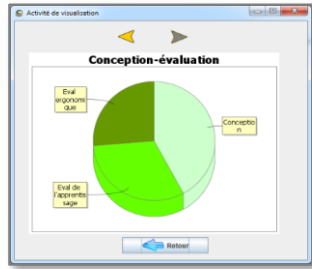 Activité de visualisation
Conception-évaluation
Eval
ergonomi
que
Conceptio
n
Eval de
l'apprentis
sage
Retour